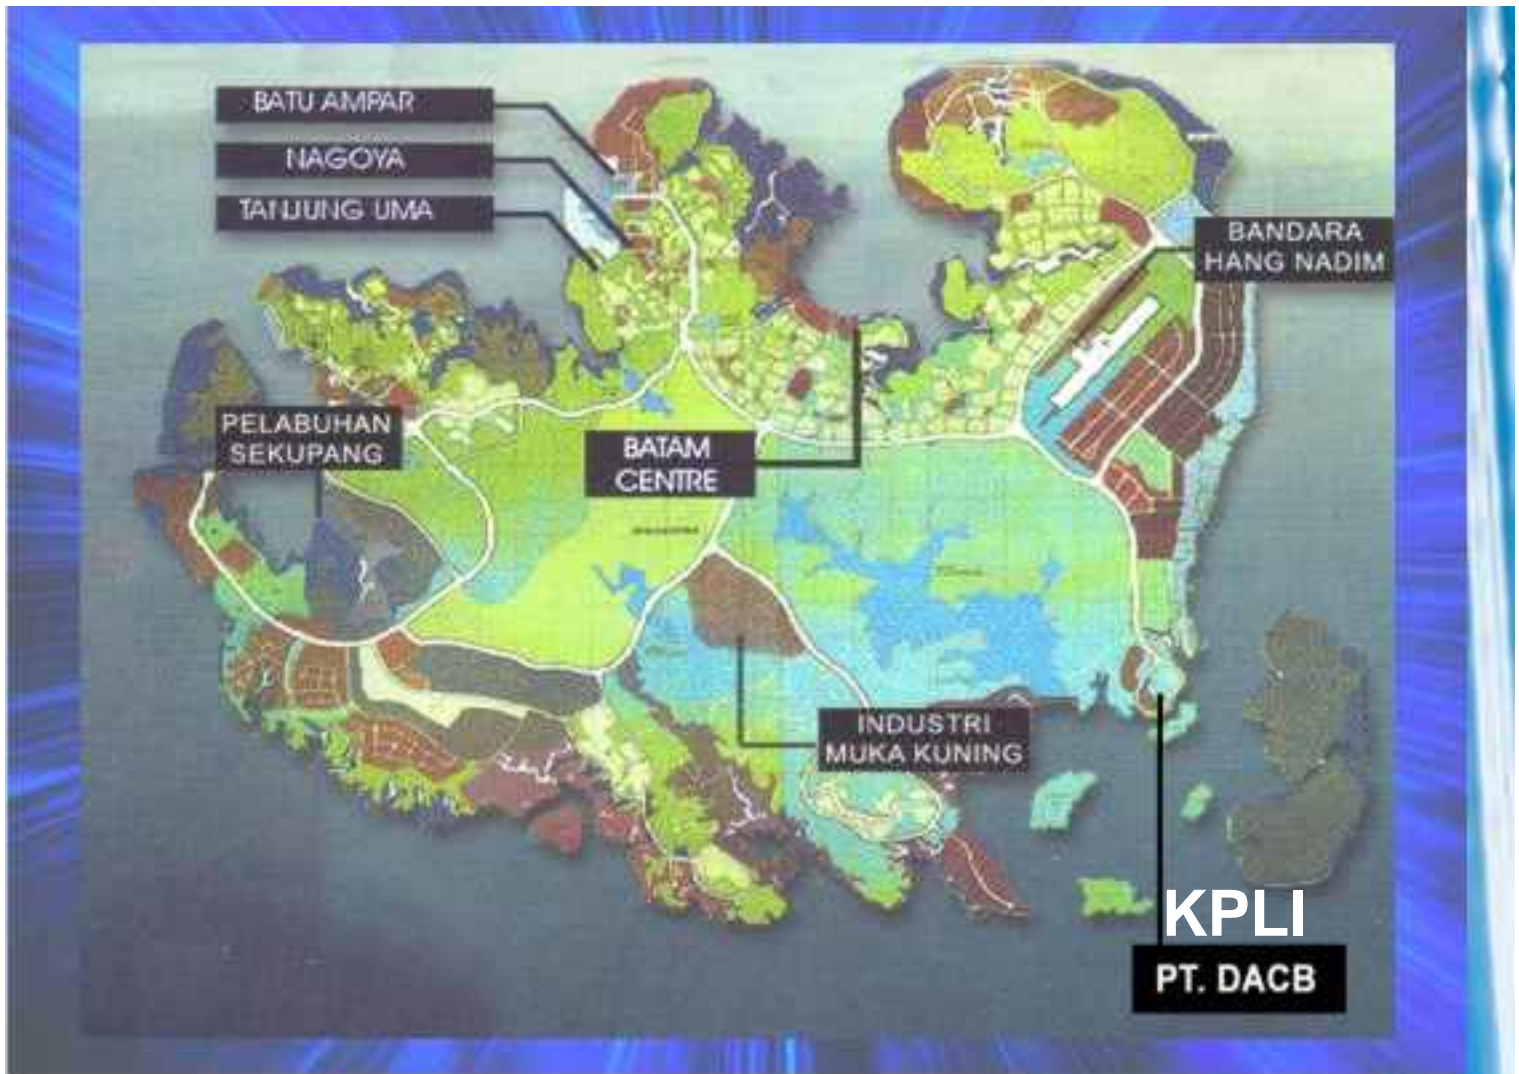 BATU AMPAR
NAGOYA
TANJUNG UMA
BANDARA
HANG NADIM
PELABUHAN
SEKUPANG
BATAM
CENTRE
INDUSTRI
MUKA KUNING
KPLI
PT. DACB